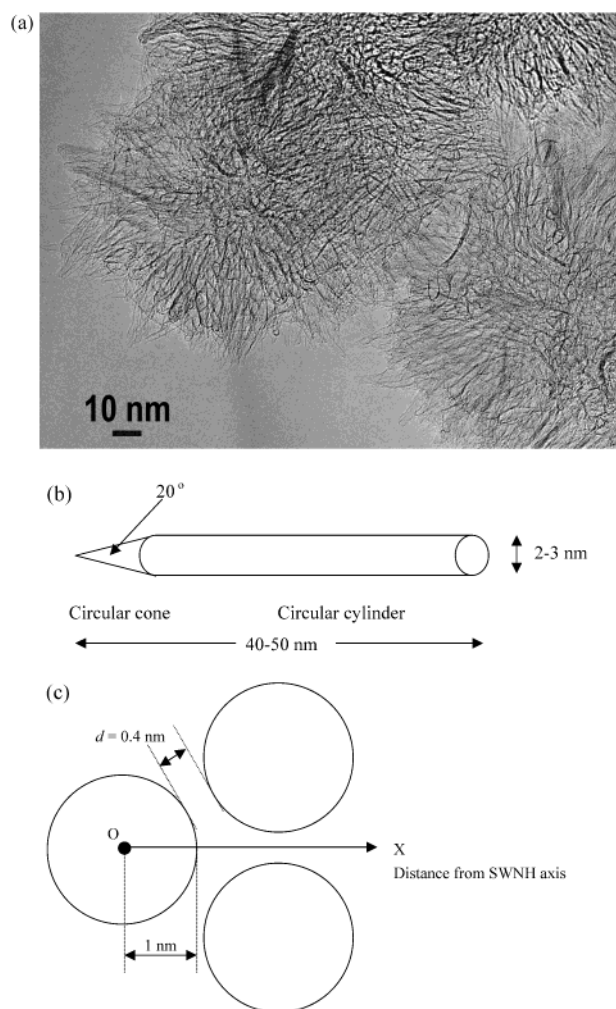 (a)
10 nm
(b)
20°
2-3 nm
Circular cone
Circular cylinder
40-50 nm
(c)
d = 0.4 nm
O
X
Distance from SWNH axis
1 nm